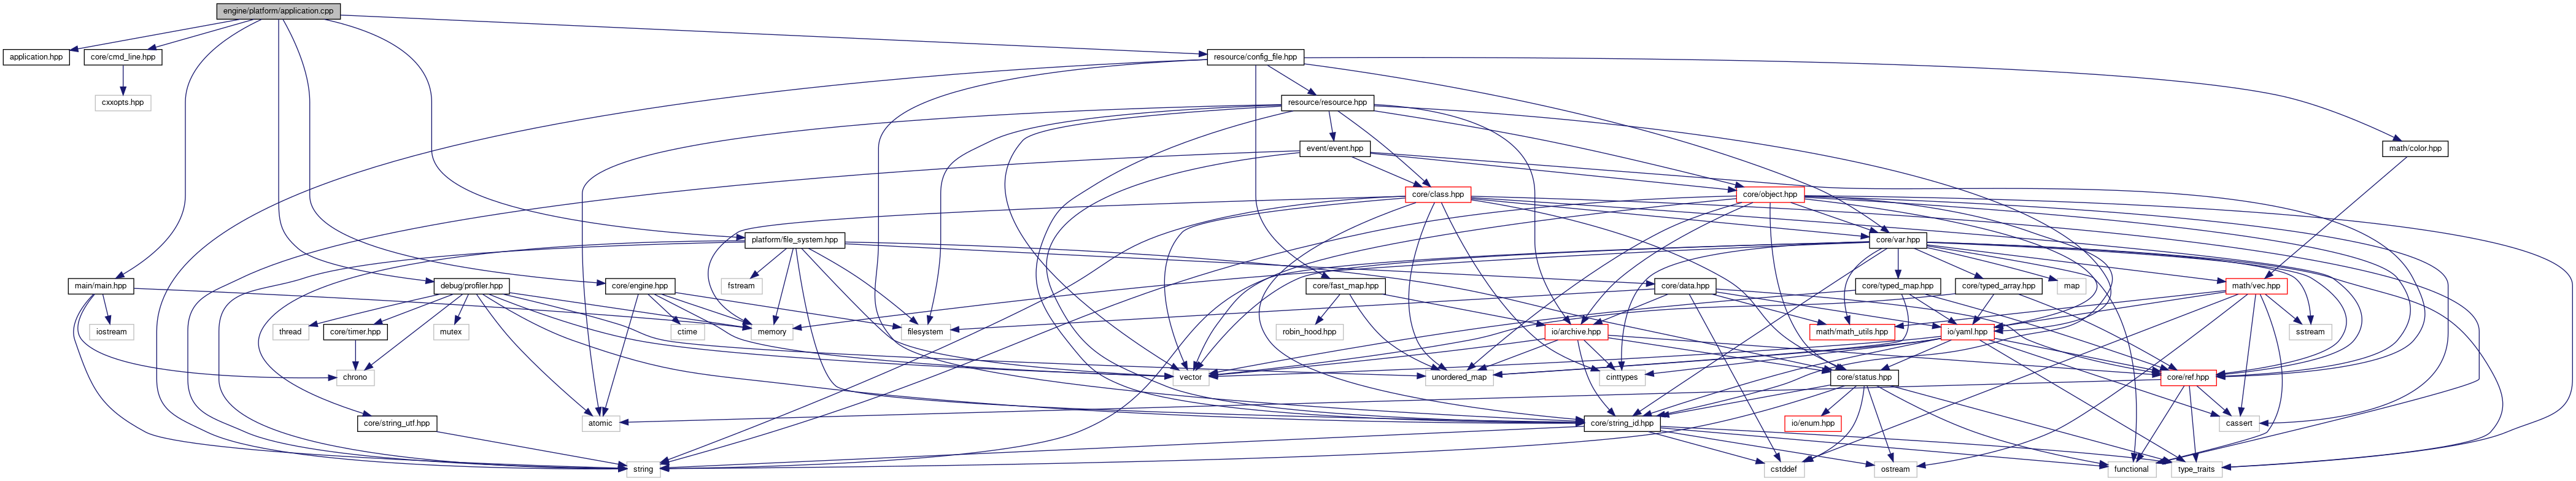 engine/platform/application.cpp
application.hpp
core/cmd_line.hpp
resource/config_file.hpp
cxxopts.hpp
resource/resource.hpp
event/event.hpp
math/color.hpp
core/class.hpp
core/object.hpp
platform/file_system.hpp
core/var.hpp
main/main.hpp
debug/profiler.hpp
core/engine.hpp
fstream
core/fast_map.hpp
core/data.hpp
core/typed_map.hpp
core/typed_array.hpp
map
math/vec.hpp
iostream
thread
core/timer.hpp
mutex
ctime
memory
filesystem
robin_hood.hpp
io/archive.hpp
math/math_utils.hpp
io/yaml.hpp
sstream
chrono
vector
unordered_map
cinttypes
core/status.hpp
core/ref.hpp
core/string_utf.hpp
atomic
core/string_id.hpp
io/enum.hpp
cassert
string
cstddef
ostream
functional
type_traits